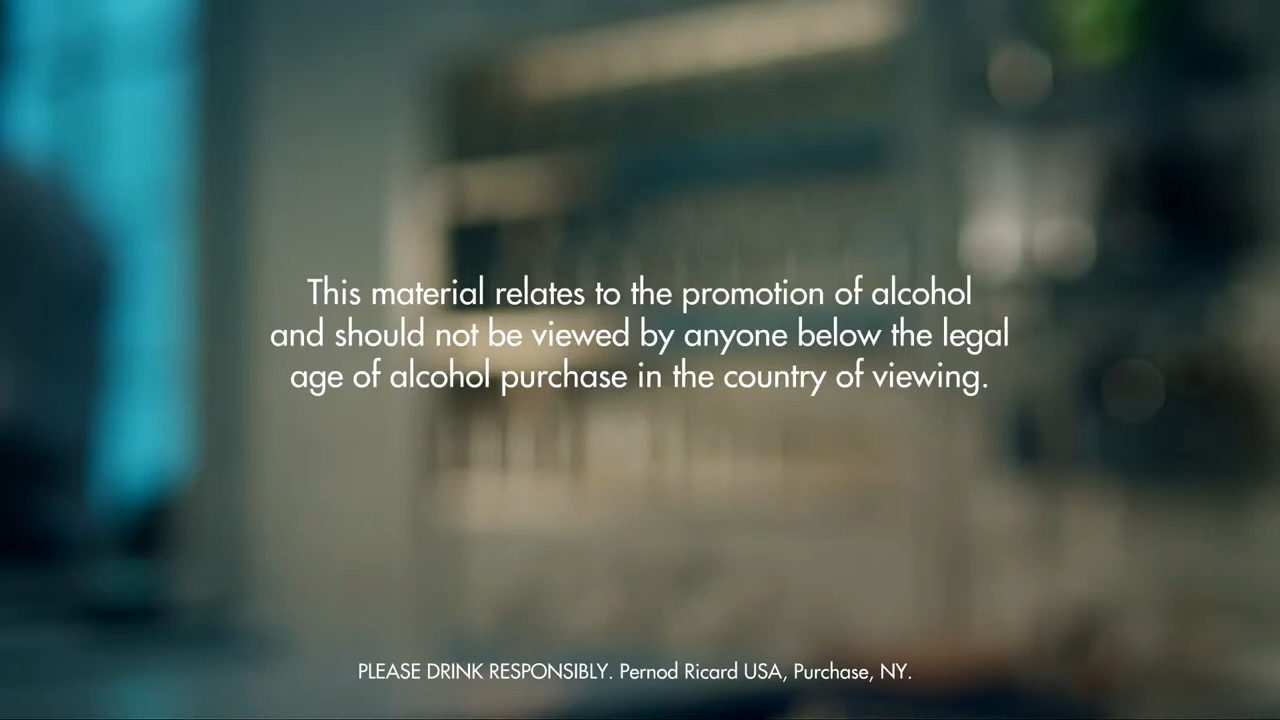 This material relates to the promotion of alcohol
and should not be viewed by anyone below the legal
age of alcohol purchase in the country of viewing.
PLEASE DRINK RESPONSIBLY. Pernod Ricard USA, Purchase, NY.